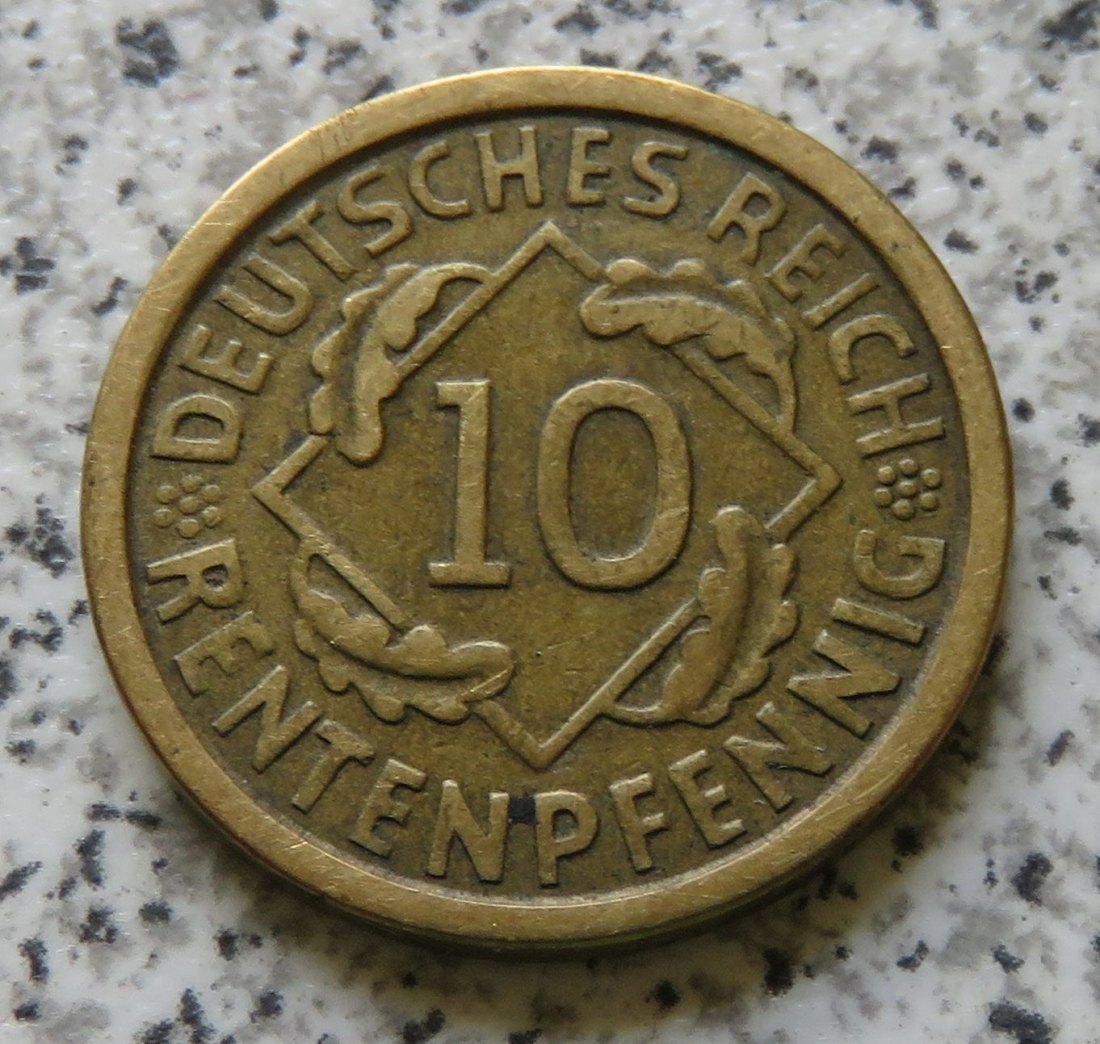 DEUTSCHES REICH
10
RENTENPFENNIG